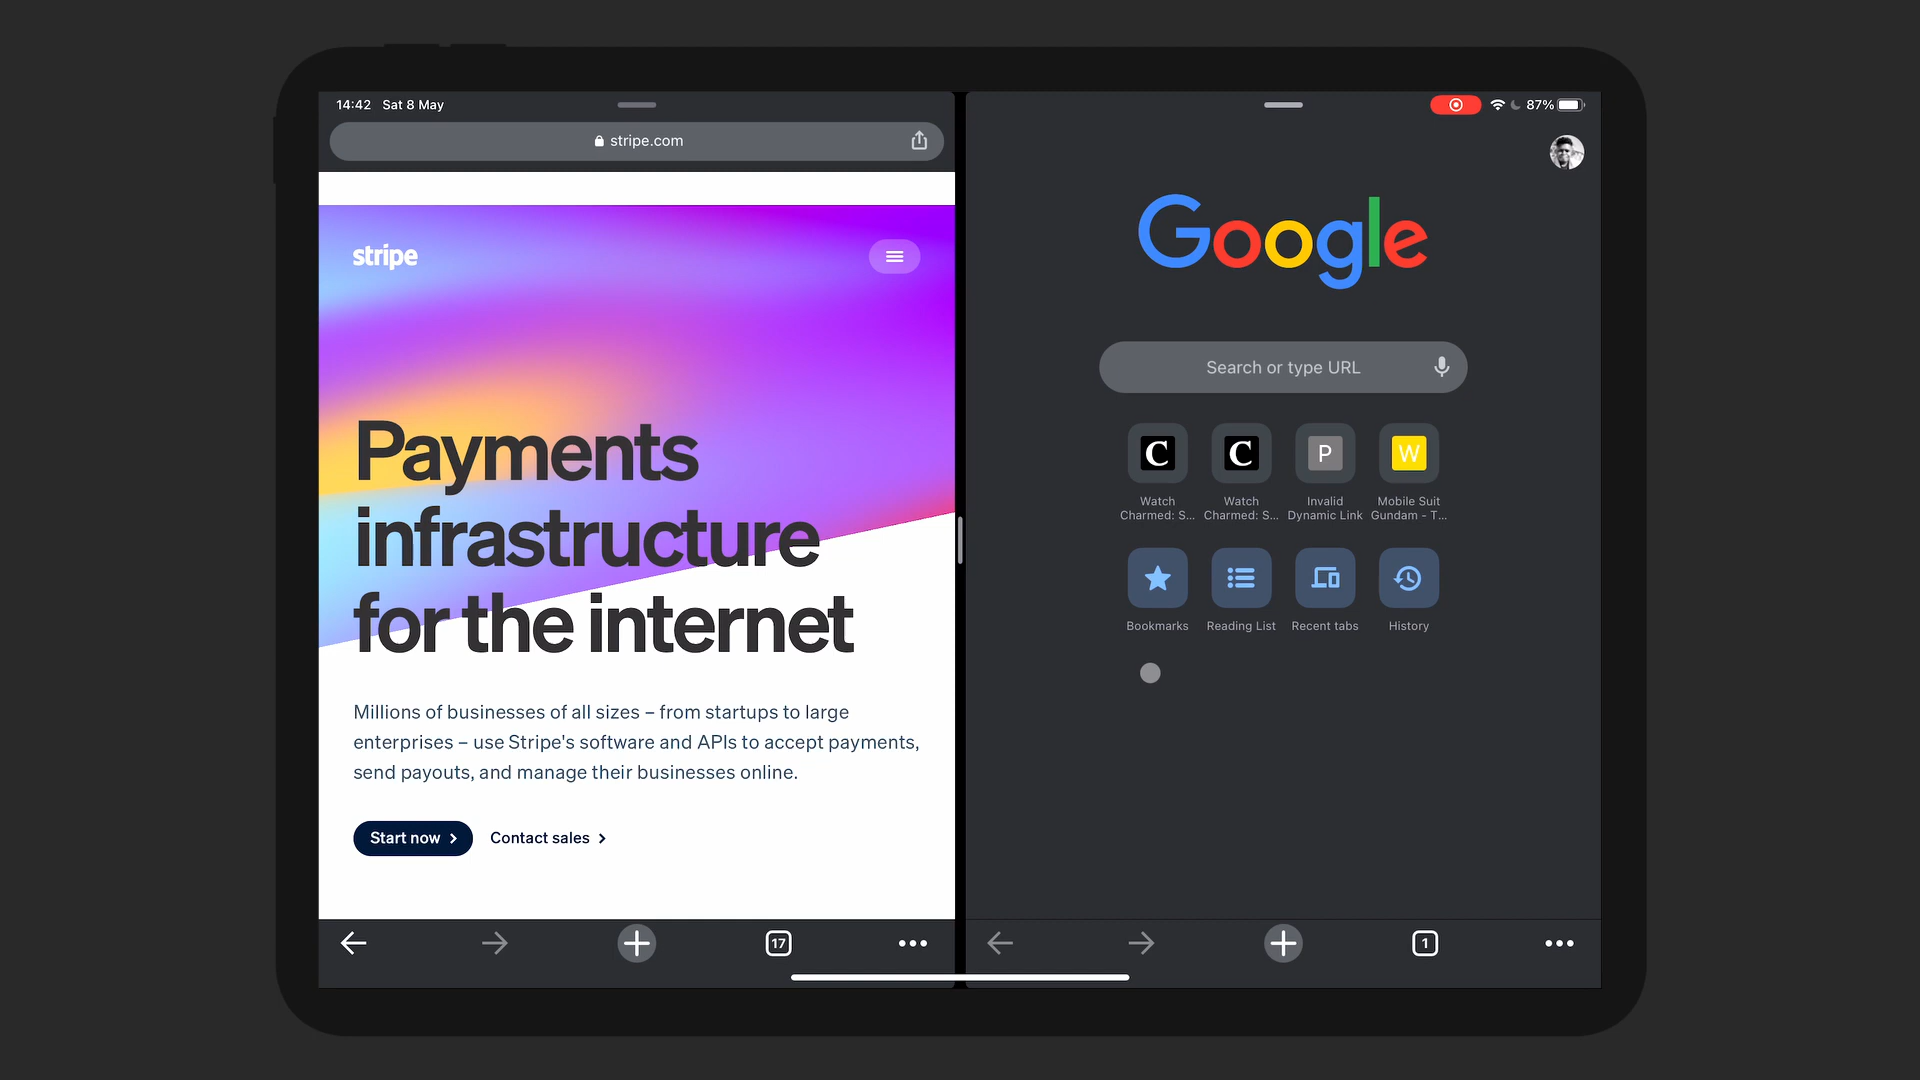 14:42 Sat 8 May
87%
stripe.com
stripe
Payments
infrastructure
for the internet
Millions of businesses of all sizes – from startups to large
enterprises – use Stripe's software and APIs to accept payments,
send payouts, and manage their businesses online.
Start now
Contact sales
17
Google
Search or type URL
C
C
P
W
Watch
Charmed: S...
Watch
Charmed: S...
Invalid
Dynamic Link
Mobile Suit
Gundam - T...
Bookmarks
Reading List
Recent tabs
History
1